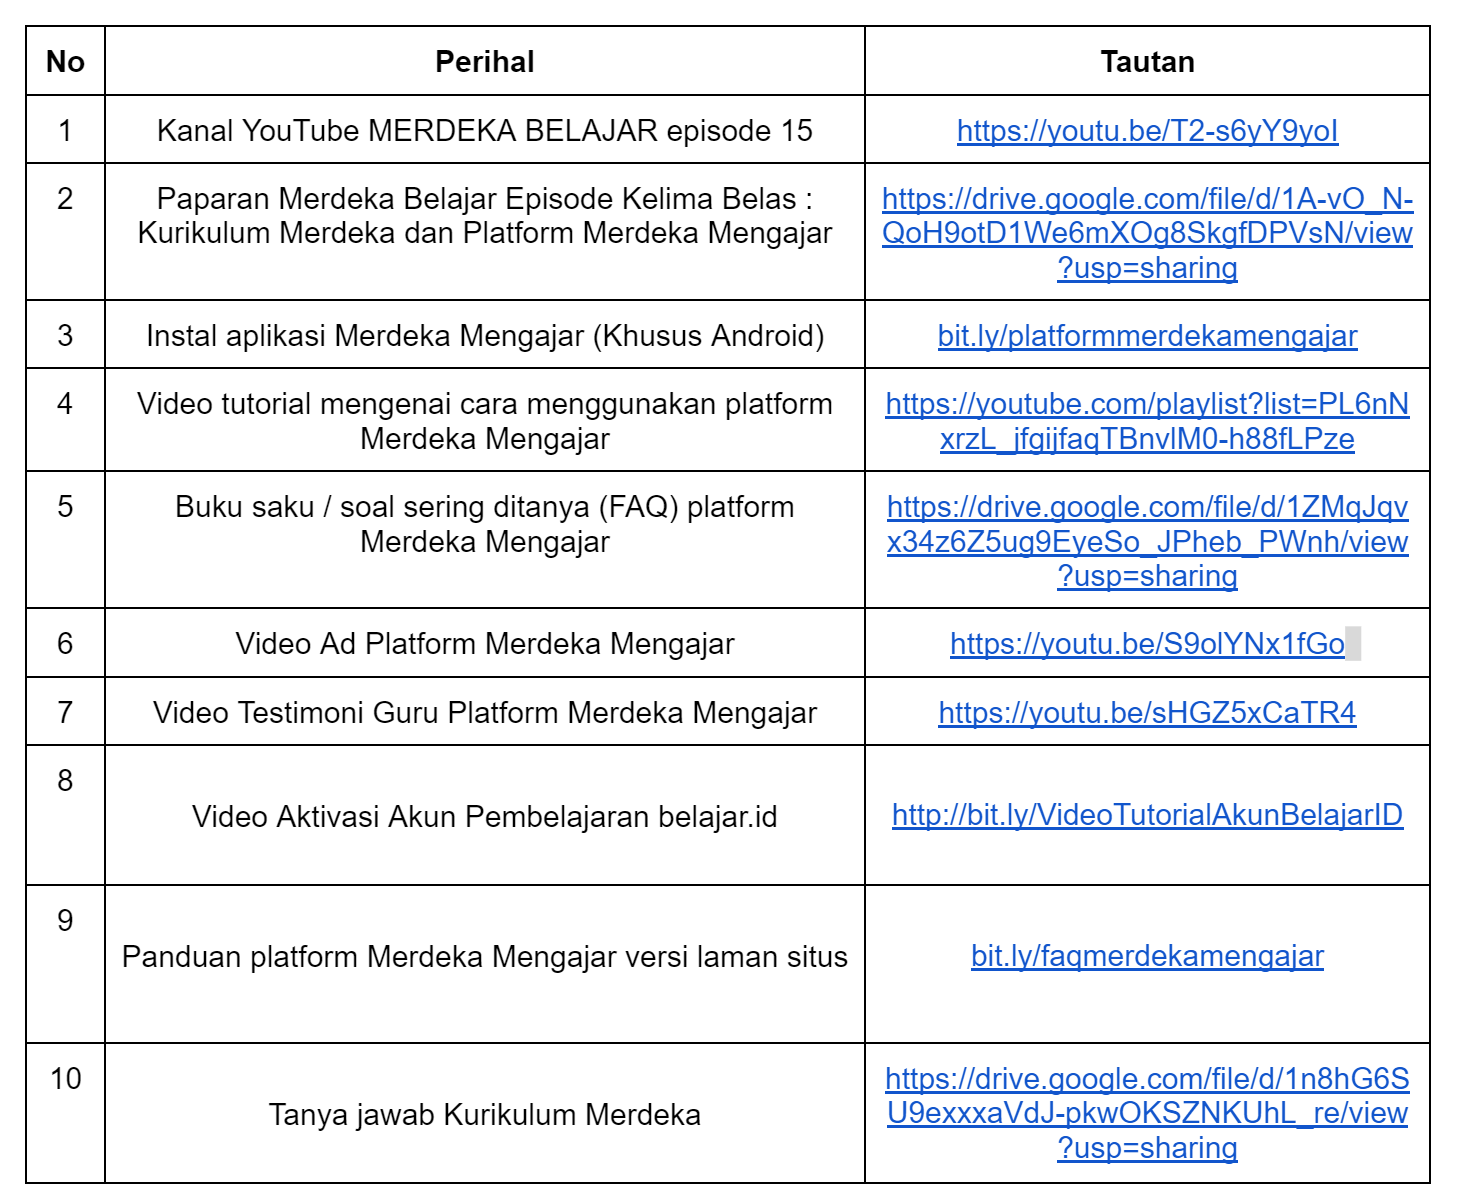 No Perihal Tautan
1 Kanal YouTube MERDEKA BELAJAR episode 15 https://youtu.be/T2-s6yY9yoI
2 Paparan Merdeka Belajar Episode Kelima Belas : https://drive.google.com/file/d/1A-vO_N-
Kurikulum Merdeka dan Platform Merdeka Mengajar QoH9otD1We6mXOg8SkgfDPVsN/view
?usp=sharing
3 Instal aplikasi Merdeka Mengajar (Khusus Android) bit.ly/platformmerdekamengajar
4 Video tutorial mengenai cara menggunakan platform https://youtube.com/playlist?list=PL6nN
Merdeka Mengajar xrzL_jfgijfaqTBnvlM0-h88fLPze
5 Buku saku / soal sering ditanya (FAQ) platform https://drive.google.com/file/d/1ZMqJqv
Merdeka Mengajar x34z6Z5ug9EyeSo_JPheb_PWnh/view
?usp=sharing
6 Video Ad Platform Merdeka Mengajar https://youtu.be/S9olYNx1fGo
7 Video Testimoni Guru Platform Merdeka Mengajar https://youtu.be/sHGZ5xCaTR4
8 Video Aktivasi Akun Pembelajaran belajar.id http://bit.ly/VideoTutorialAkunBelajarID
9 Panduan platform Merdeka Mengajar versi laman situs bit.ly/faqmerdekamengajar
10 Tanya jawab Kurikulum Merdeka https://drive.google.com/file/d/1n8hG6S
U9exxxaVdJ-pkwOKSZNKUhL_re/view
?usp=sharing